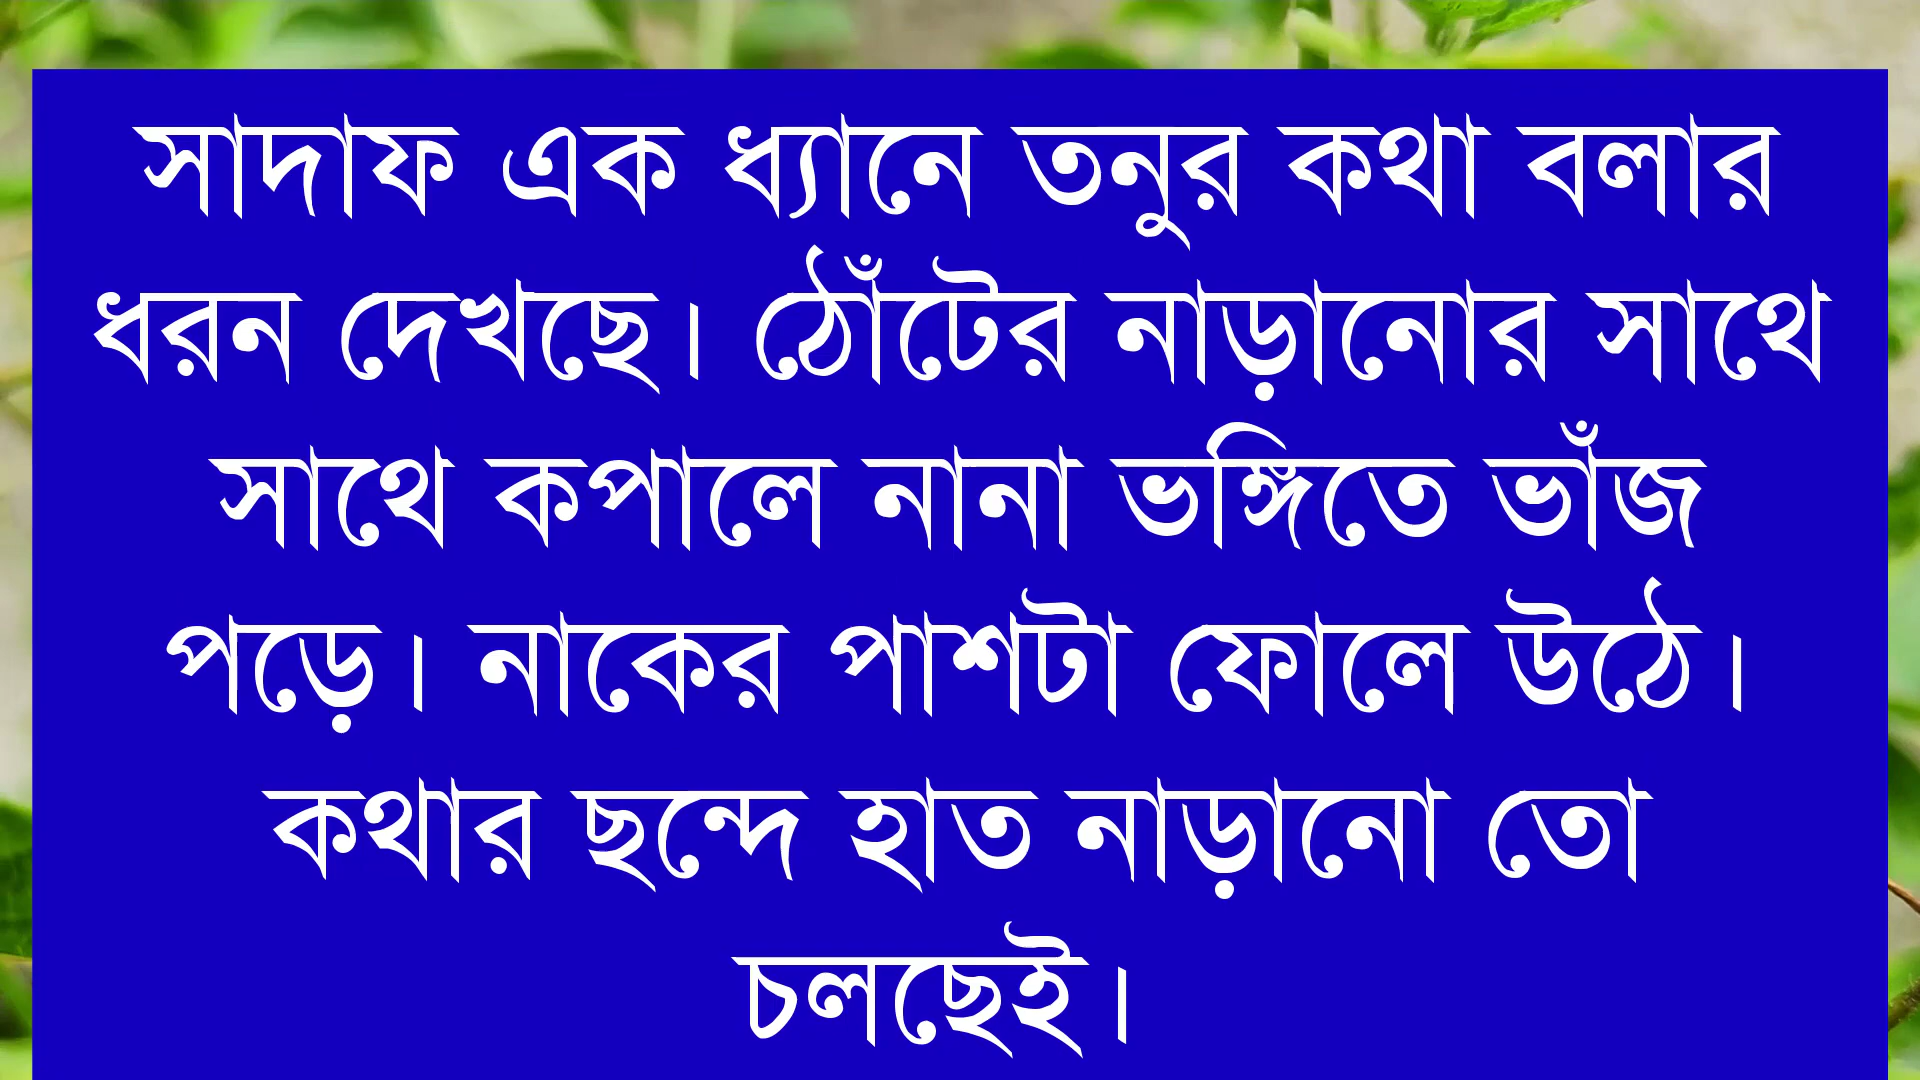 সাদাফ এক ধ্যানে তনুর কথা বলার
ধরন দেখছে। ঠোঁটের নাড়ানোর সাথে
সাথে কপালে নানা ভঙ্গিতে ভাঁজ
পড়ে। নাকের পাশটা ফোলে উঠে।
কথার ছন্দে হাত নাড়ানো তো
চলছেই।